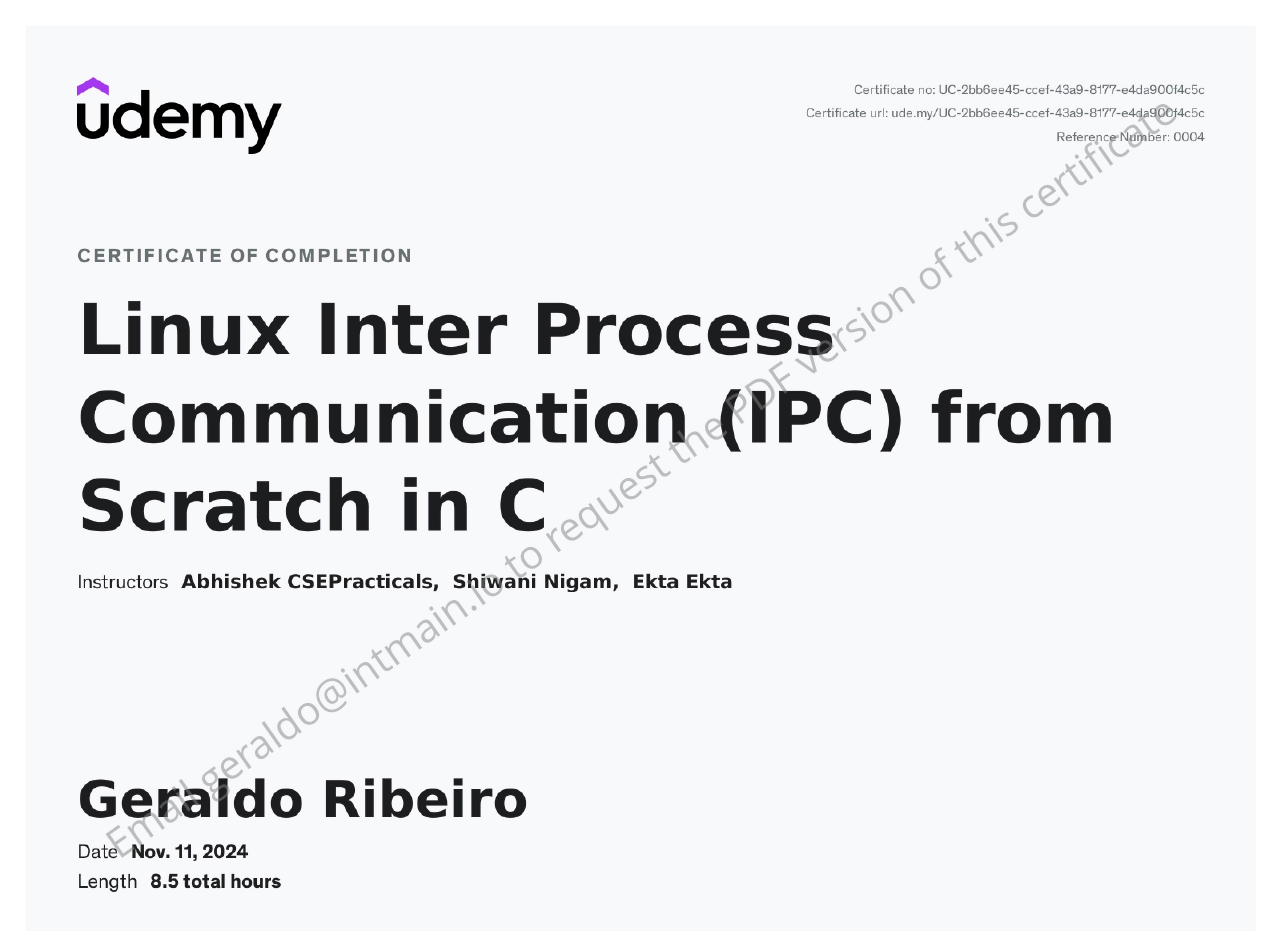 udemy
Certificate no: UC-2bb6ee45-ccef-43a9-8177-e4da900f4c5c
Certificate url: ude.my/UC-2bb6ee45-ccef-43a9-8177-e4da900f4c5c
Reference Number: 0004
CERTIFICATE OF COMPLETION
Linux Inter Process
Communication (IPC) from
Scratch in C
Instructors Abhishek CSEPracticals, Shiwani Nigam, Ekta Ekta
Geraldo Ribeiro
Date Nov. 11, 2024
Length 8.5 total hours
Email geraldo@intmain.io to request the PDF version of this certificate